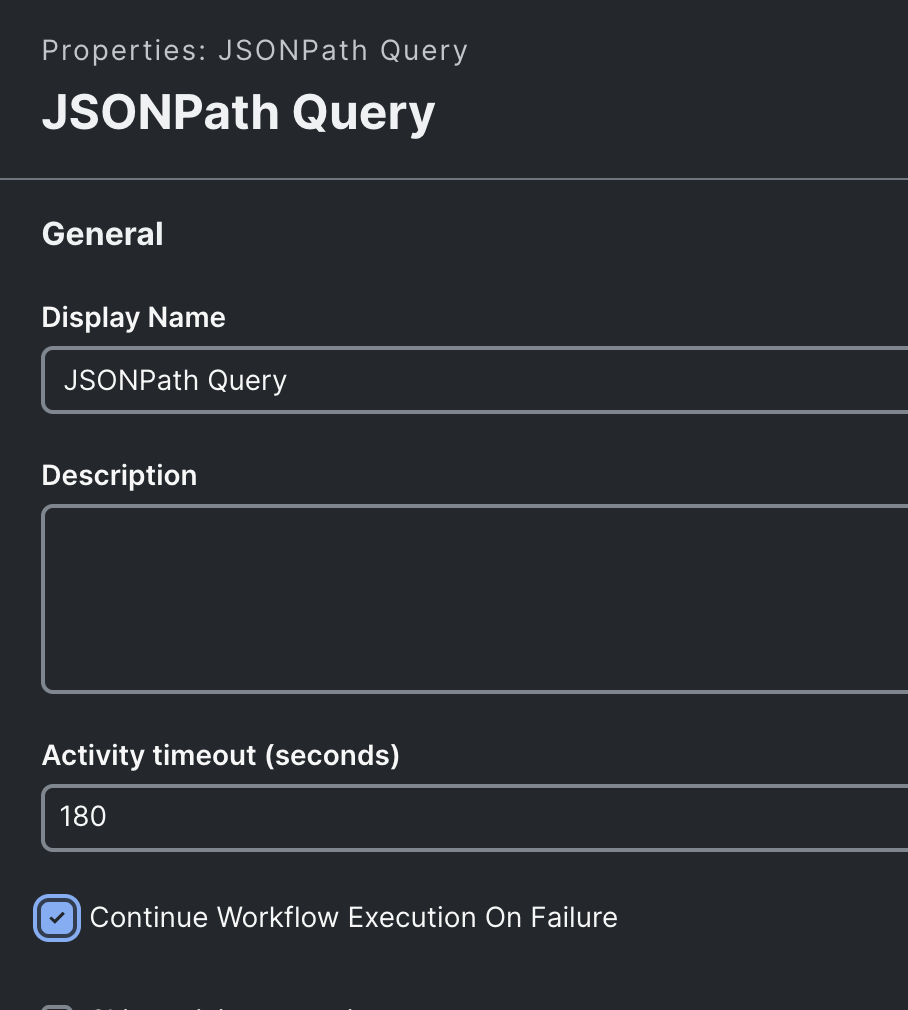 Properties: JSONPath Query
JSONPath Query
General
Display Name
JSONPath Query
Description
Activity timeout (seconds)
180
Continue Workflow Execution On Failure